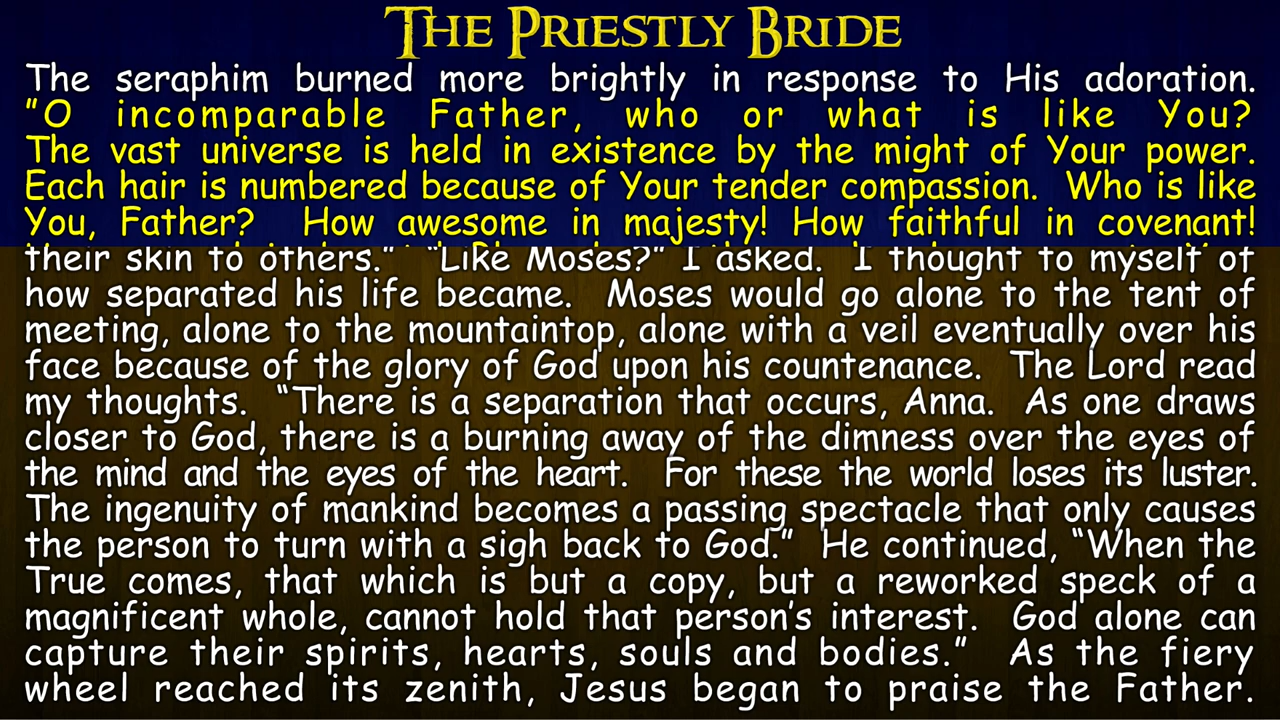 The Priestly Bride
The seraphim burned more brightly in response to His adoration.
"O incomparable Father, who or what is like You?
The vast universe is held in existence by the might of Your power.
Each hair is numbered because of Your tender compassion. Who is like
You, Father? How awesome in majesty! How faithful in covenant!
their skin to others." "Like Moses?" I asked. I thought to myself of
how separated his life became. Moses would go alone to the tent of
meeting, alone to the mountaintop, alone with a veil eventually over his
face because of the glory of God upon his countenance. The Lord read
my thoughts. “There is a separation that occurs, Anna. As one draws
closer to God, there is a burning away of the dimness over the eyes of
the mind and the eyes of the heart. For these the world loses its luster.
The ingenuity of mankind becomes a passing spectacle that only causes
the person to turn with a sigh back to God.” He continued, “When the
True comes, that which is but a copy, but a reworked speck of a
magnificent whole, cannot hold that person’s interest. God alone can
capture their spirits, hearts, souls and bodies.” As the fiery
wheel reached its zenith, Jesus began to praise the Father.